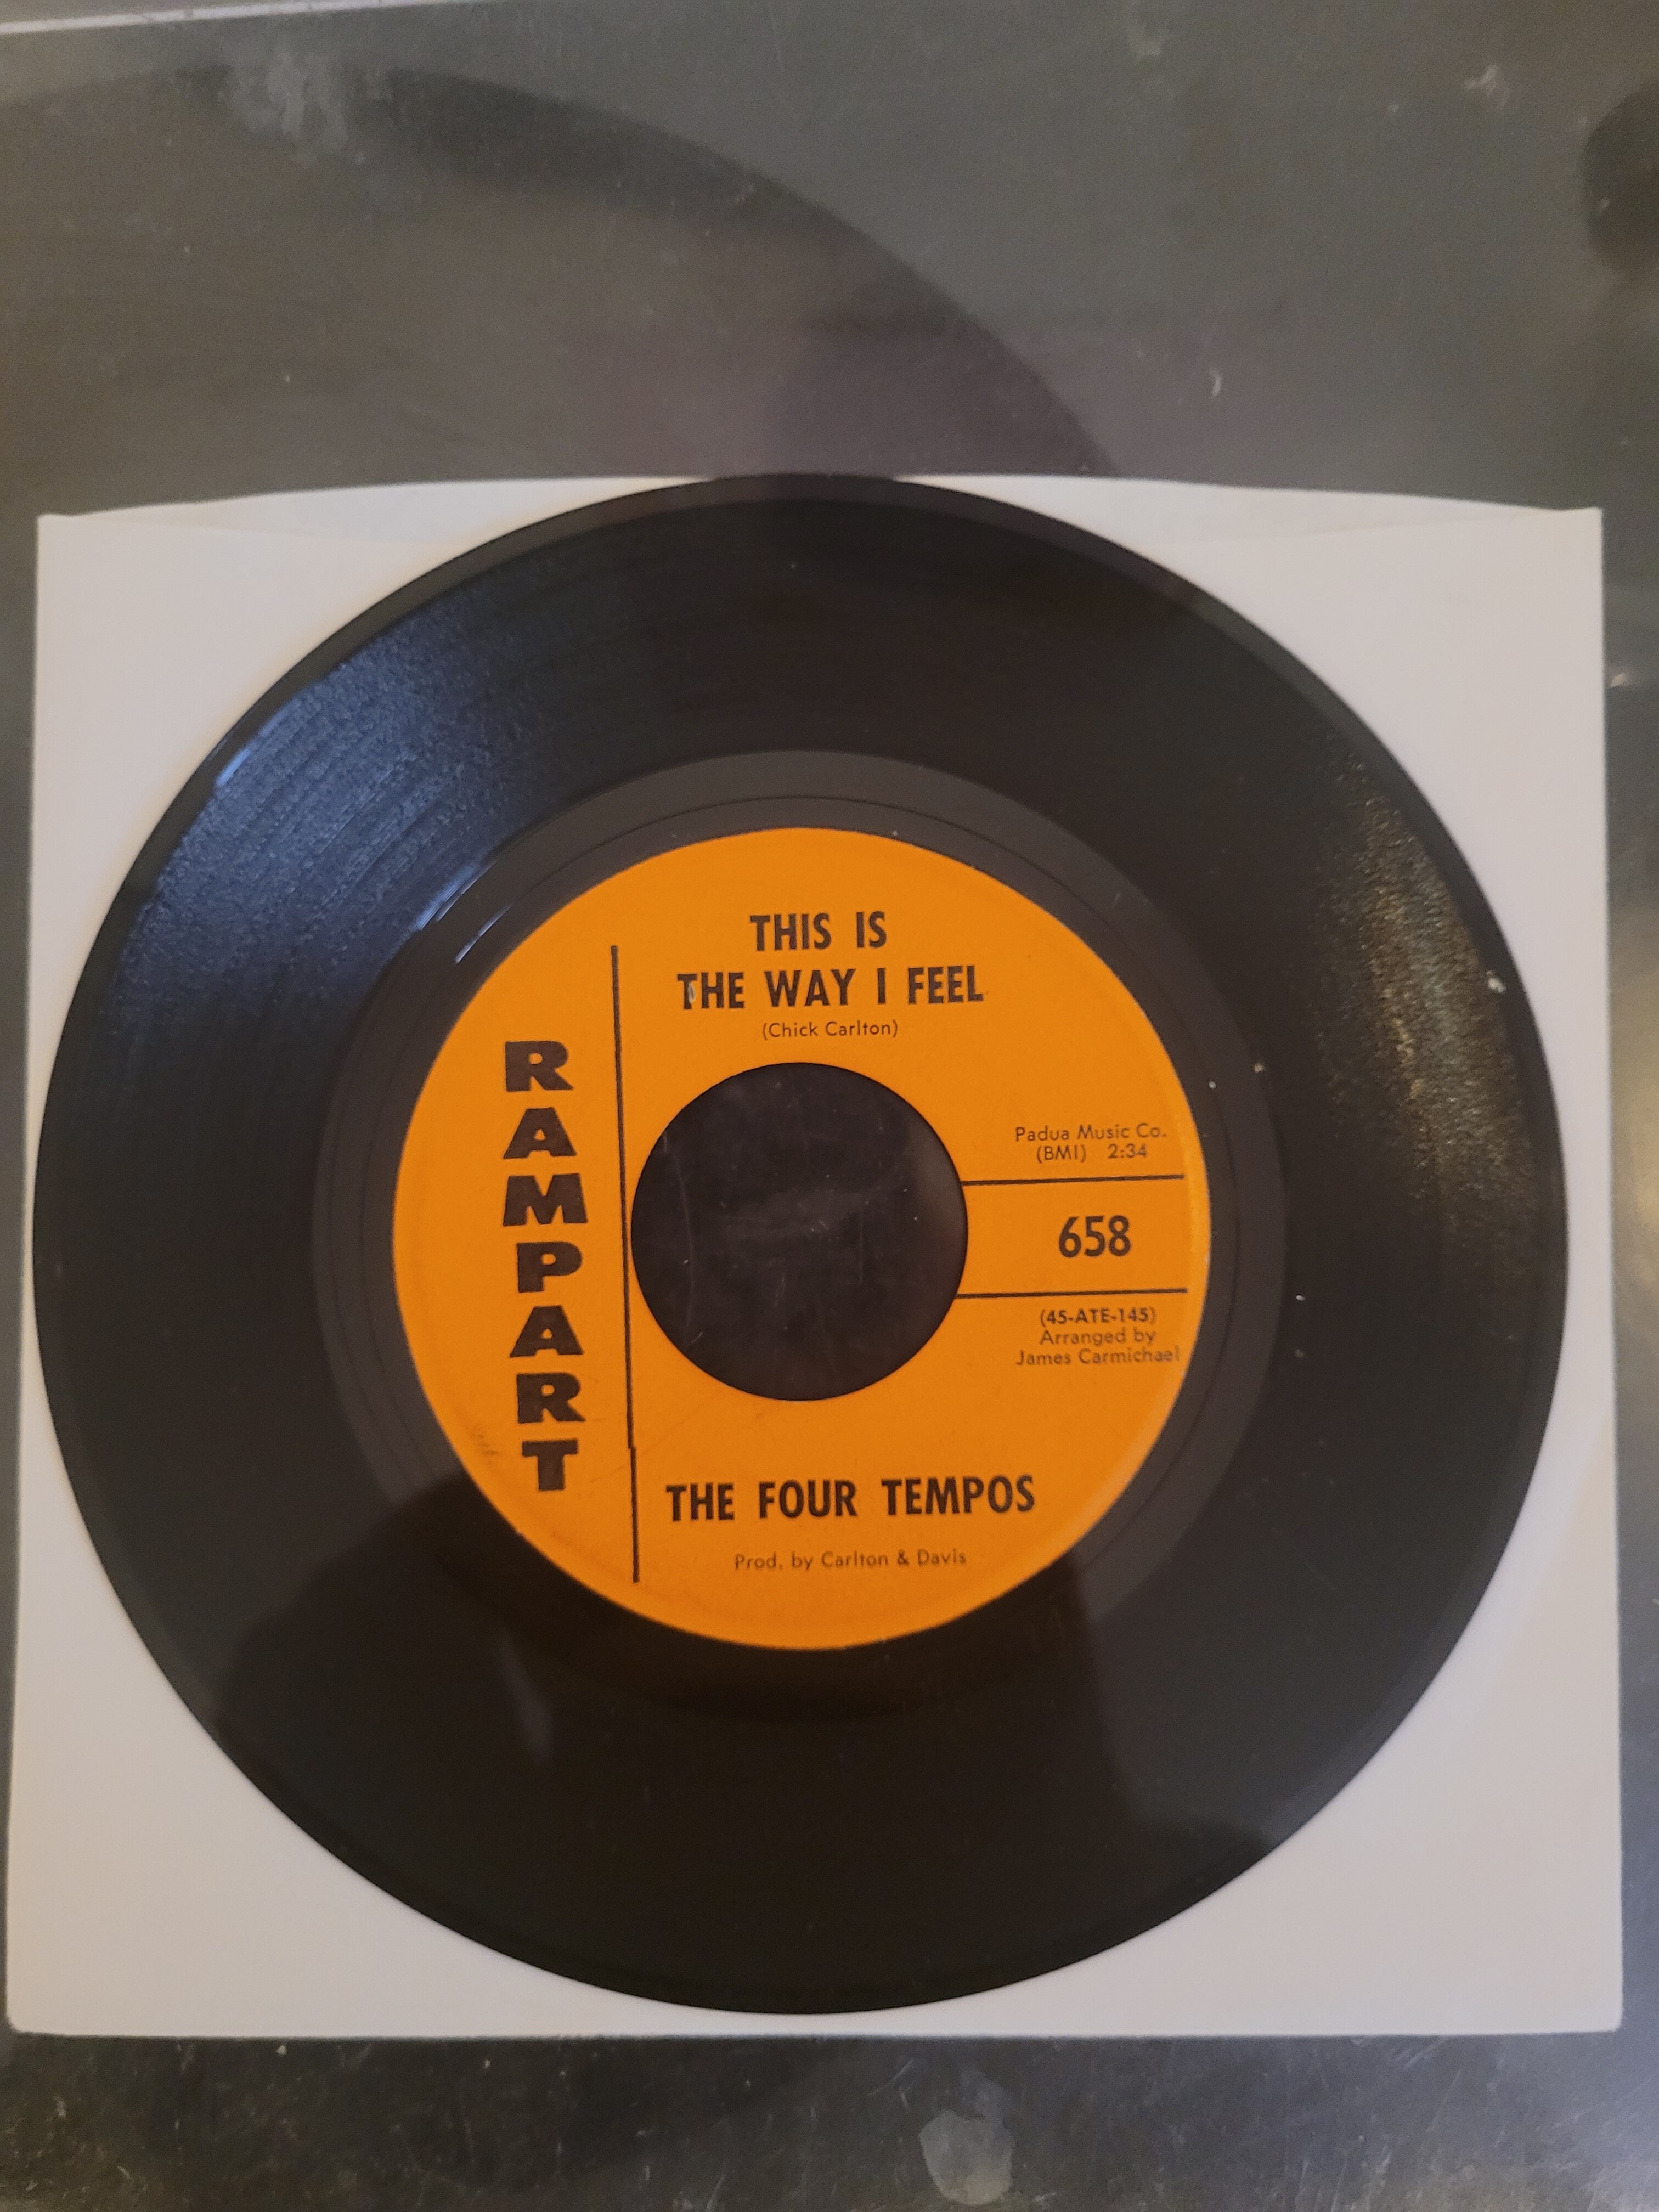 THIS IS
THE WAY I FEEL
(Chick Carlton)
RAMPART
Padua Music Co.
(BMI) 2:34
658
(45-ATE-145)
Arranged by
James Carmichael
THE FOUR TEMPOS
Prod. by Carlton & Davis